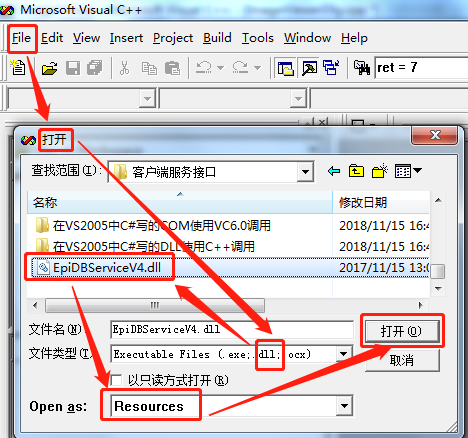 Microsoft Visual C++
File Edit View Insert Project Build Tools Window
ret = 7
打开
查找范围(I): 客户端服务接口
名称 修改日期
在VS2005中C#写的COM使用VC6.0调用 2018/11/15 16:4
在VS2005中C#写的DLL使用C++调用 2018/11/15 16:4
EpiDBServiceV4.dll 2017/11/15 13:0
文件名(N) EpiDBServiceV4.dll 打开(O)
文件类型(T) Executable Files (.exe;.dll;.ocx) 取消
以只读方式打开(R)
Open as: Resources